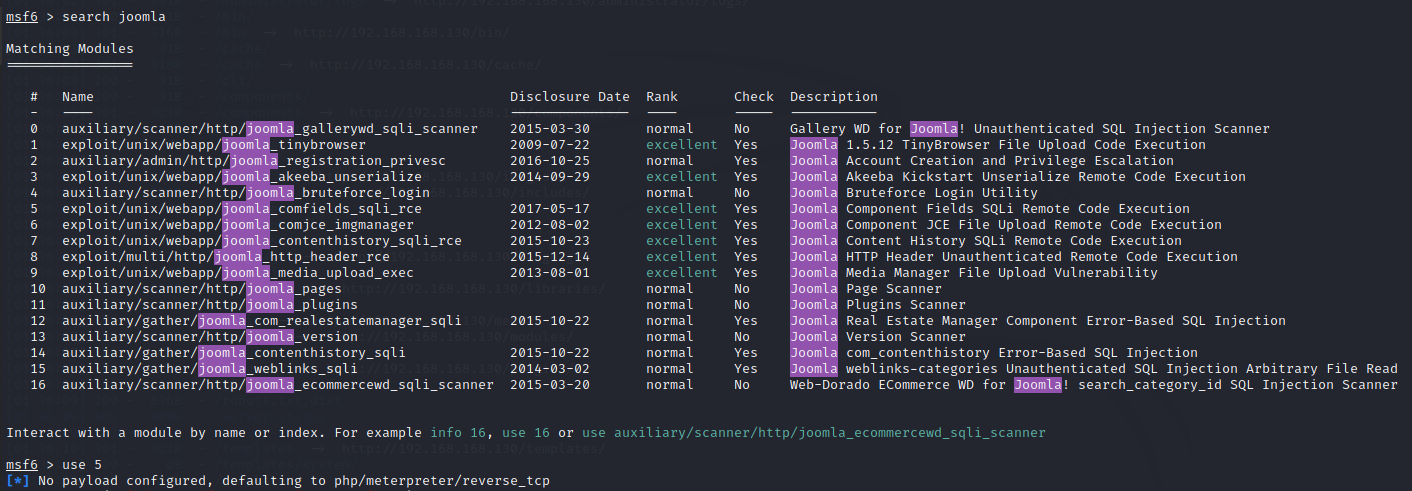 msf6 > search joomla
Matching Modules
================
# Name Disclosure Date Rank Check Description
- ---- --------------- ---- ----- -----------
0 auxiliary/scanner/http/joomla_gallerywd_sqli_scanner 2015-03-30 normal No Gallery WD for Joomla! Unauthenticated SQL Injection Scanner
1 exploit/unix/webapp/joomla_tinybrowser 2009-07-22 excellent Yes Joomla 1.5.12 TinyBrowser File Upload Code Execution
2 auxiliary/admin/http/joomla_registration_privesc 2016-10-25 normal Yes Joomla Account Creation and Privilege Escalation
3 exploit/unix/webapp/joomla_akeeba_unserialize 2014-09-29 excellent Yes Joomla Akeeba Kickstart Unserialize Remote Code Execution
4 auxiliary/scanner/http/joomla_bruteforce_login normal No Joomla Bruteforce Login Utility
5 exploit/unix/webapp/joomla_comfields_sqli_rce 2017-05-17 excellent Yes Joomla Component Fields SQLi Remote Code Execution
6 exploit/unix/webapp/joomla_comjce_imgmanager 2012-08-02 excellent Yes Joomla Component JCE File Upload Remote Code Execution
7 exploit/unix/webapp/joomla_contenthistory_sqli_rce 2015-10-23 excellent Yes Joomla Content History SQLi Remote Code Execution
8 exploit/multi/http/joomla_http_header_rce 2015-12-14 excellent Yes Joomla HTTP Header Unauthenticated Remote Code Execution
9 exploit/unix/webapp/joomla_media_upload_exec 2013-08-01 excellent Yes Joomla Media Manager File Upload Vulnerability
10 auxiliary/scanner/http/joomla_pages normal No Joomla Page Scanner
11 auxiliary/scanner/http/joomla_plugins normal No Joomla Plugins Scanner
12 auxiliary/gather/joomla_com_realestatemanager_sqli 2015-10-22 normal Yes Joomla Real Estate Manager Component Error-Based SQL Injection
13 auxiliary/scanner/http/joomla_version normal No Joomla Version Scanner
14 auxiliary/gather/joomla_contenthistory_sqli 2015-10-22 normal Yes Joomla com_contenthistory Error-Based SQL Injection
15 auxiliary/gather/joomla_weblinks_sqli 2014-03-02 normal Yes Joomla weblinks-categories Unauthenticated SQL Injection Arbitrary File Read
16 auxiliary/scanner/http/joomla_ecommercewd_sqli_scanner 2015-03-20 normal No Web-Dorado ECommerce WD for Joomla! search_category_id SQL Injection Scanner
Interact with a module by name or index. For example info 16, use 16 or use auxiliary/scanner/http/joomla_ecommercewd_sqli_scanner
msf6 > use 5
[*] No payload configured, defaulting to php/meterpreter/reverse_tcp